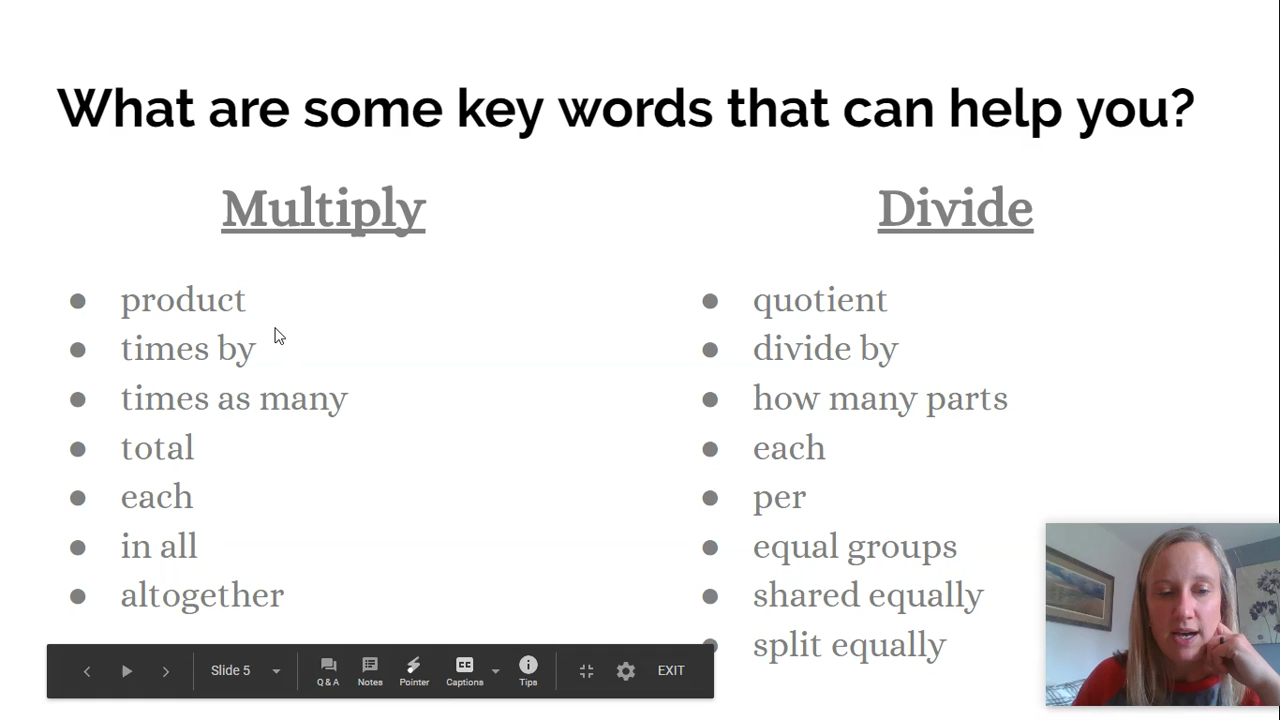 What are some key words that can help you?
Multiply
product
times by
times as many
total
each
in all
altogether
Divide
quotient
divide by
how many parts
each
per
equal groups
shared equally
split equally
Slide 5
Q & A
Notes
Pointer
Captions
Tips
EXIT